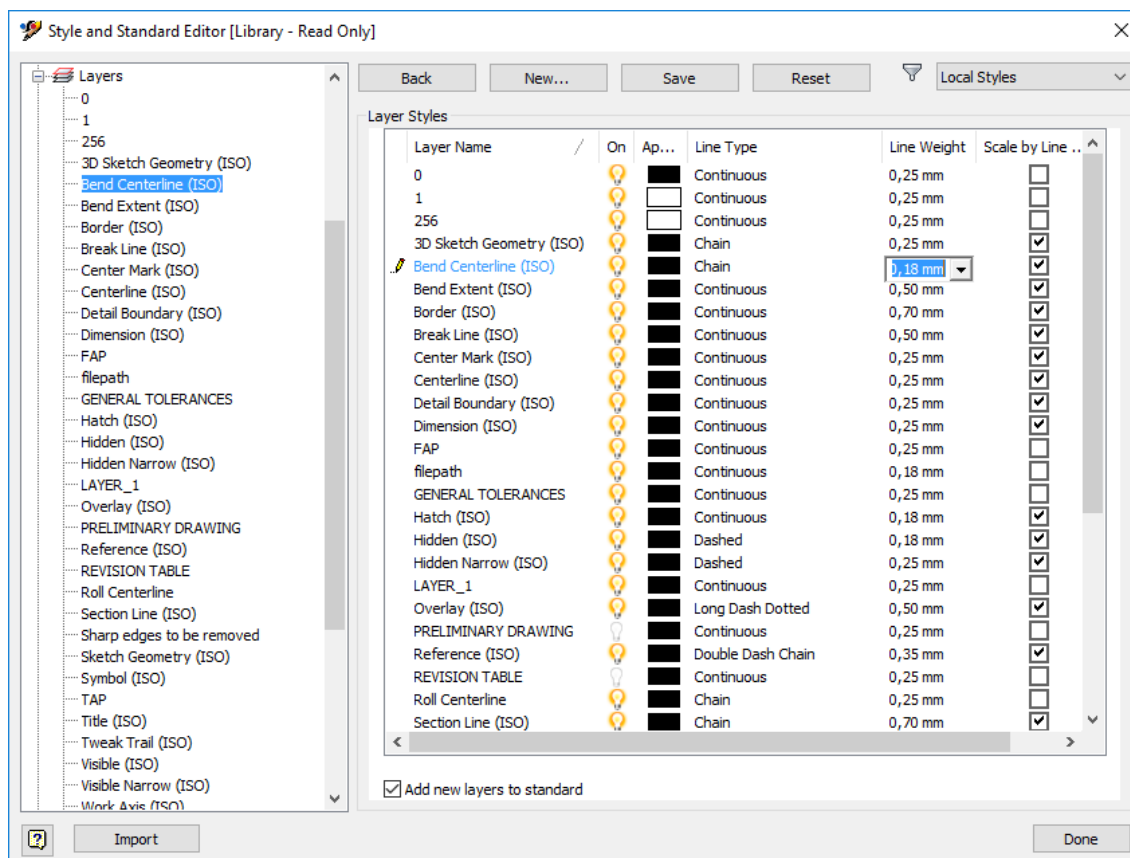 Style and Standard Editor [Library - Read Only]
Layers
0
1
256
3D Sketch Geometry (ISO)
Bend Centerline (ISO)
Bend Extent (ISO)
Border (ISO)
Break Line (ISO)
Center Mark (ISO)
Centerline (ISO)
Detail Boundary (ISO)
Dimension (ISO)
FAP
filepath
GENERAL TOLERANCES
Hatch (ISO)
Hidden (ISO)
Hidden Narrow (ISO)
LAYER_1
Overlay (ISO)
PRELIMINARY DRAWING
Reference (ISO)
REVISION TABLE
Roll Centerline
Section Line (ISO)
Sharp edges to be removed
Sketch Geometry (ISO)
Symbol (ISO)
TAP
Title (ISO)
Tweak Trail (ISO)
Visible (ISO)
Visible Narrow (ISO)
Work Axis (ISO)
Back New... Save Reset Local Styles
Layer Styles
Layer Name On Ap... Line Type Line Weight Scale by Line ..
0 Continuous 0,25 mm
1 Continuous 0,25 mm
256 Continuous 0,25 mm
3D Sketch Geometry (ISO) Chain 0,25 mm
Bend Centerline (ISO) Chain 0,18 mm
Bend Extent (ISO) Continuous 0,50 mm
Border (ISO) Continuous 0,70 mm
Break Line (ISO) Continuous 0,50 mm
Center Mark (ISO) Continuous 0,25 mm
Centerline (ISO) Continuous 0,25 mm
Detail Boundary (ISO) Continuous 0,25 mm
Dimension (ISO) Continuous 0,25 mm
FAP Continuous 0,25 mm
filepath Continuous 0,18 mm
GENERAL TOLERANCES Continuous 0,25 mm
Hatch (ISO) Continuous 0,18 mm
Hidden (ISO) Dashed 0,18 mm
Hidden Narrow (ISO) Dashed 0,25 mm
LAYER_1 Continuous 0,25 mm
Overlay (ISO) Long Dash Dotted 0,50 mm
PRELIMINARY DRAWING Continuous 0,25 mm
Reference (ISO) Double Dash Chain 0,35 mm
REVISION TABLE Continuous 0,25 mm
Roll Centerline Chain 0,25 mm
Section Line (ISO) Chain 0,70 mm
Add new layers to standard
Import Done